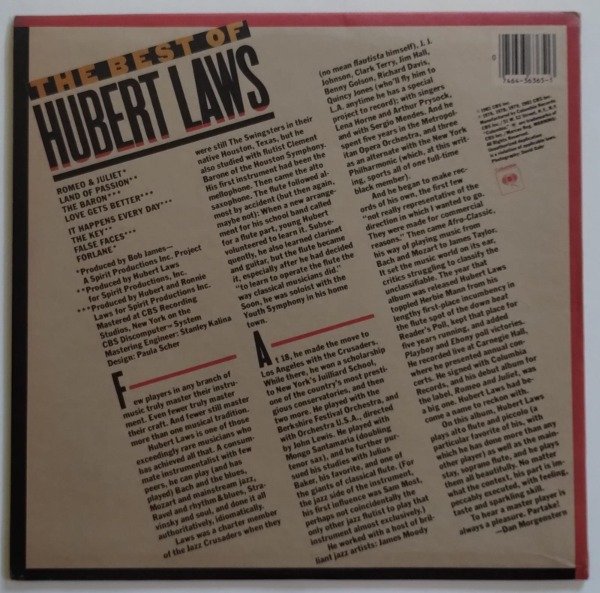 THE BEST OF
HUBERT LAWS
ROMEO & JULIET*
LAND OF PASSION**
THE BARON***
LOVE GETS BETTER***
IT HAPPENS EVERY DAY***
THE KEY**
FALSE FACES***
FORLANE*
*Produced by Bob James—
A Spirit Productions Inc. Project
**Produced by Hubert Laws
for Spirit Productions, Inc.
***Produced by Hubert and Ronnie
Laws for Spirit Productions Inc.
Mastered at CBS Recording
Studios, New York on the
CBS Discomputer System
Mastering Engineer: Stanley Kalina
Design: Paula Scher
Few players in any branch of
music truly master their instru-
ment. Even fewer truly master
their craft. And fewer still master
more than one musical tradition.
Hubert Laws is one of those
exceedingly rare musicians who
has achieved all that. A consum-
mate instrumentalist with few
peers, he can play (and has
played) Bach and the blues,
Mozart and mainstream jazz,
Ravel and rhythm & blues, Stra-
vinsky and soul, and done it all
authoritatively, idiomatically.
Laws was a charter member
of the Jazz Crusaders when they
were still The Swingsters in their
native Houston, Texas, but he
also studied with flutist Clement
Barone of the Houston Symphony.
His first instrument had been the
mellophone. Then came the alto
saxophone. The flute followed al-
most by accident (but then again,
maybe not): When a new arrange-
ment for his school band called
for a flute part, young Hubert
volunteered to learn it. Subse-
quently, he also learned clarinet
and guitar, but the flute became
it, especially after he had decided
"to learn to operate the flute the
way classical musicians did."
Soon, he was soloist with the
Youth Symphony in his home
town.
At 18, he made the move to
Los Angeles with the Crusaders.
While there, he won a scholarship
to New York's Juilliard School,
one of the country's most presti-
gious conservatories, and then
two more. He played with the
Berkshire Festival Orchestra, and
with Orchestra U.S.A., directed
by John Lewis. He played with
Mongo Santamaria (doubling
tenor sax), and he further pur-
sued his studies with Julius
Baker, his favorite, and one of
the giants of classical flute. (For
the jazz side of the instrument,
his first influence was Sam Most,
perhaps not coincidentally the
only other jazz flutist to play that
instrument almost exclusively.)
He worked with a host of bril-
liant jazz artists: James Moody
(no mean flautista himself), J. J.
Johnson, Clark Terry, Jim Hall,
Benny Golson, Richard Davis,
Quincy Jones (who'll fly him to
L.A. anytime he has a special
project to record); with singers
Lena Horne and Arthur Prysock,
and with Sergio Mendes. And he
spent five years in the Metropol-
itan Opera Orchestra, and three
as an alternate with the New York
Philharmonic (which, at this writ-
ing, sports all of one full-time
black member).
And he began to make rec-
ords of his own, the first few
"not really representative of the
direction in which I wanted to go—
they were made for commercial
reasons." Then came Afro-Classic,
his way of playing music from
Bach and Mozart to James Taylor.
It set the music world on its ear,
critics struggling to classify the
unclassifiable. The year that
album was released, Hubert Laws
toppled Herbie Mann from his
lengthy first-place incumbency in
the flute spot of the down beat
Reader's Poll, kept that place for
five years running, and added
Playboy and Ebony poll victories.
He recorded live at Carnegie Hall,
where he presented annual con-
certs. He signed with Columbia
Records, and his debut album for
the label, Romeo and Juliet, was
a big one. Hubert Laws had be-
come a name to reckon with.
On this album, Hubert Laws
plays alto flute and piccolo (a
particular favorite of his, with
which he has done more than any
other player) as well as the main-
stay, soprano flute, and he plays
them all beautifully. No matter
what the context, his part is im-
peccably executed, with feeling,
taste and sparkling skill.
To hear a master player is
always a pleasure. Partake!
—Dan Morgenstern
0
7464-36365-1
Columbia